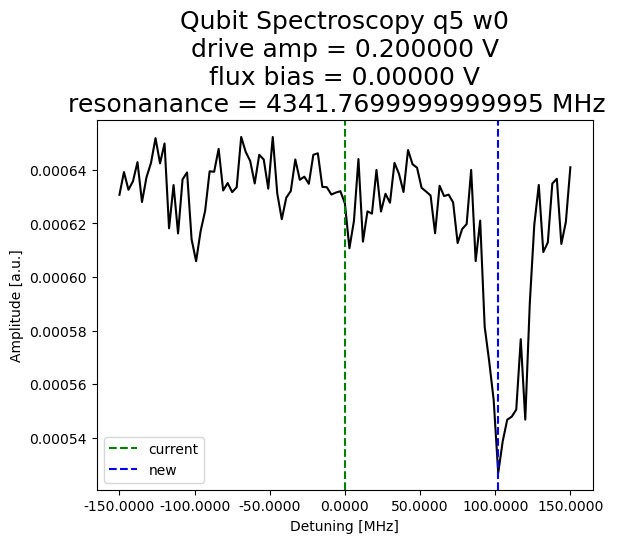 Qubit Spectroscopy q5 w0
drive amp = 0.200000 V
flux bias = 0.00000 V
resonanance = 4341.7699999999995 MHz
Amplitude [a.u.]
0.00064
0.00062
0.00060
0.00058
0.00056
0.00054
current
new
-150.0000 -100.0000 -50.0000 0.0000 50.0000 100.0000 150.0000
Detuning [MHz]